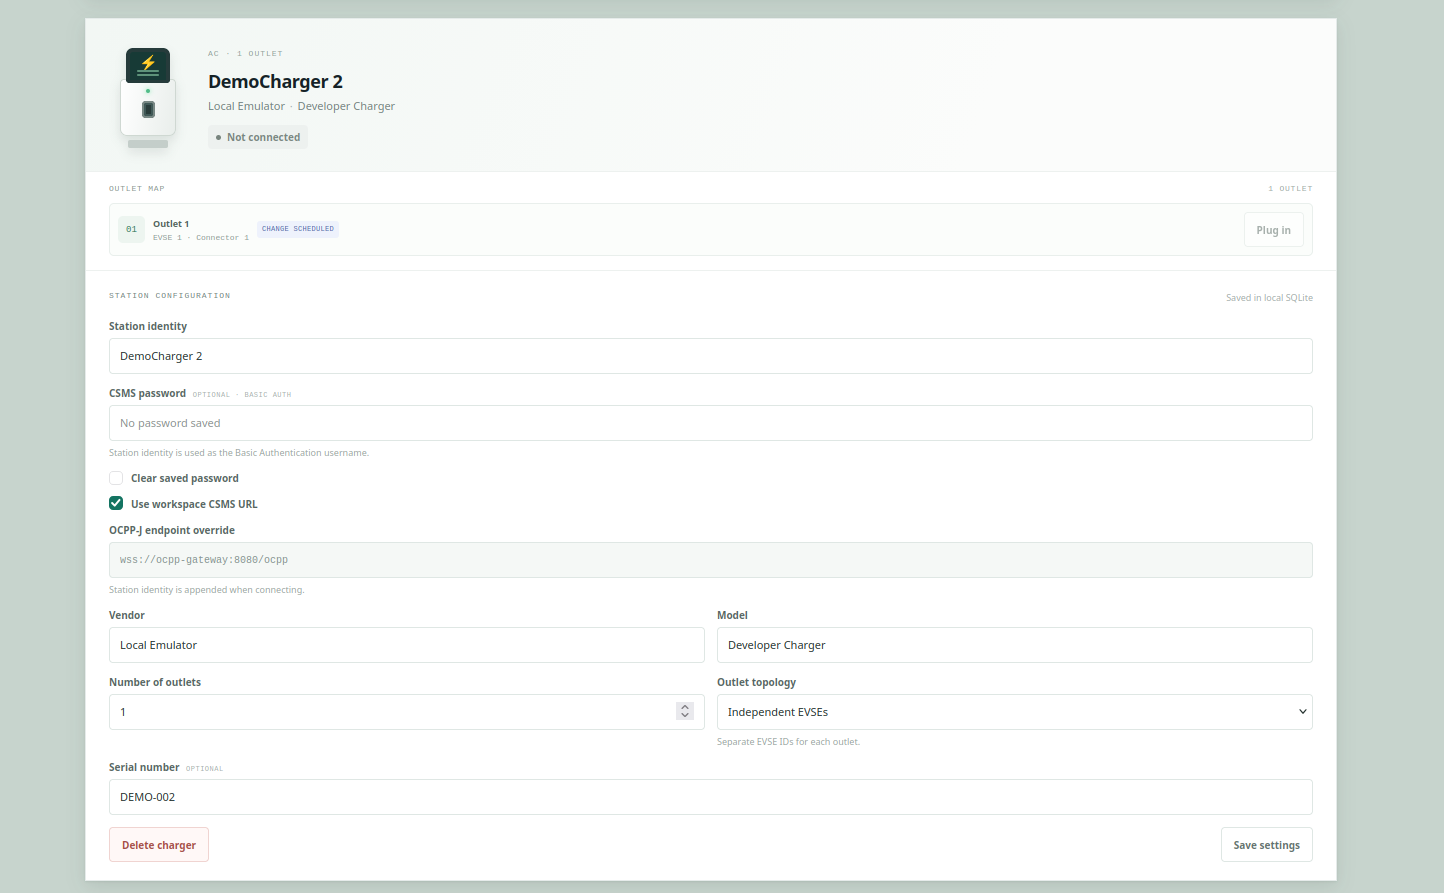 AC · 1 OUTLET
DemoCharger 2
Local Emulator · Developer Charger
Not connected
OUTLET MAP
1 OUTLET
01
Outlet 1
CHANGE SCHEDULED
EVSE 1 · Connector 1
Plug in
STATION CONFIGURATION
Saved in local SQLite
Station identity
DemoCharger 2
CSMS password OPTIONAL · BASIC AUTH
No password saved
Station identity is used as the Basic Authentication username.
Clear saved password
Use workspace CSMS URL
OCPP-J endpoint override
wss://ocpp-gateway:8080/ocpp
Station identity is appended when connecting.
Vendor
Model
Local Emulator
Developer Charger
Number of outlets
Outlet topology
1
Independent EVSEs
Separate EVSE IDs for each outlet.
Serial number OPTIONAL
DEMO-002
Delete charger
Save settings